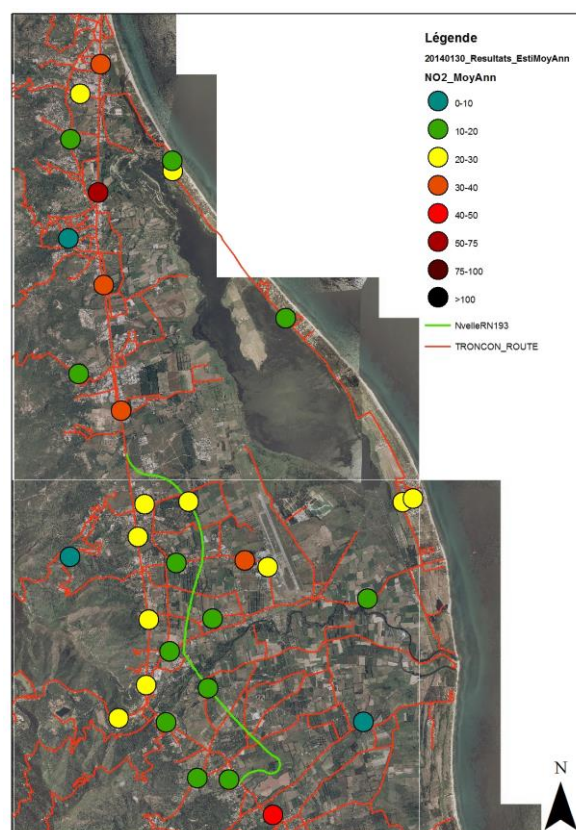 Légende
20140130_Resultats_EstiMoyAnn
NO2_MoyAnn
0-10
10-20
20-30
30-40
40-50
50-75
75-100
>100
NvelleRN193
TRONCON_ROUTE
N